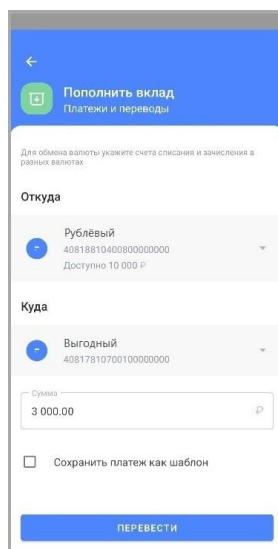 Пополнить вклад
Платежи и переводы
Для обмена валюты укажите счета списания и зачисления в
разных валютах
Откуда
Рублёвый
40818810400800000000
Доступно 10 000 ₽
Куда
Выгодный
40817810700100000000
Сумма
3 000.00 ₽
Сохранить платеж как шаблон
ПЕРЕВЕСТИ